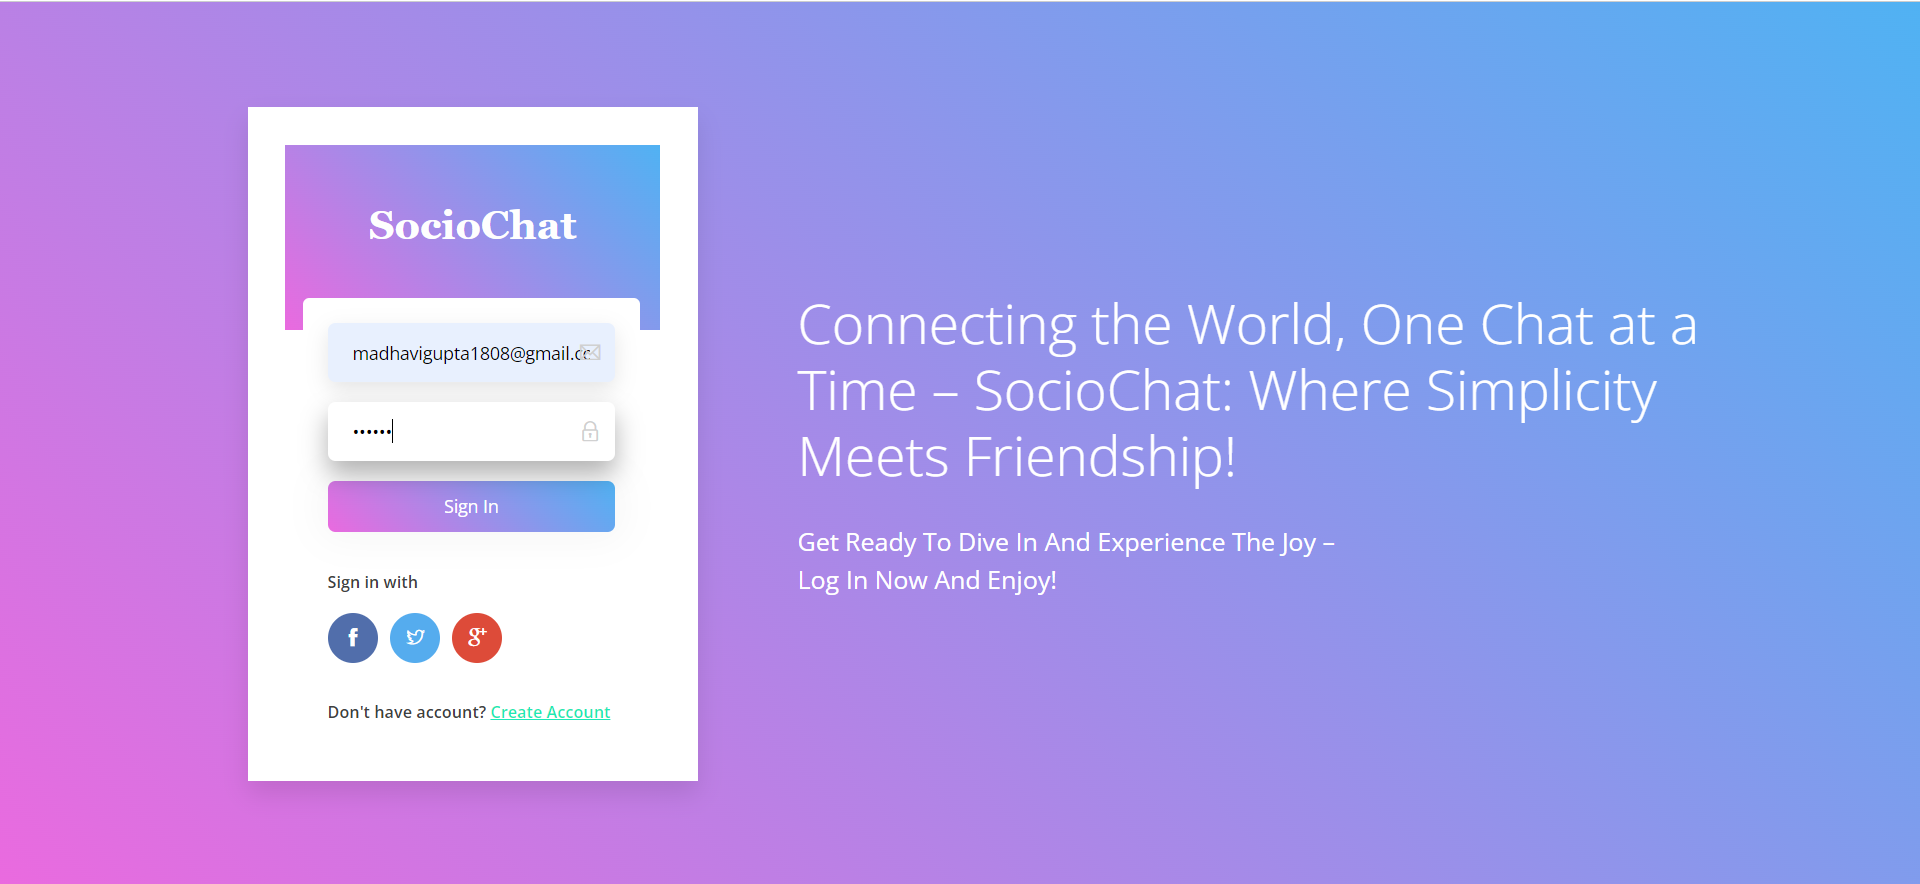 SocioChat
madhavigupta1808@gmail.c
••••••
Sign In
Sign in with
f
g+
Don't have account? Create Account
Connecting the World, One Chat at a
Time – SocioChat: Where Simplicity
Meets Friendship!
Get Ready To Dive In And Experience The Joy –
Log In Now And Enjoy!